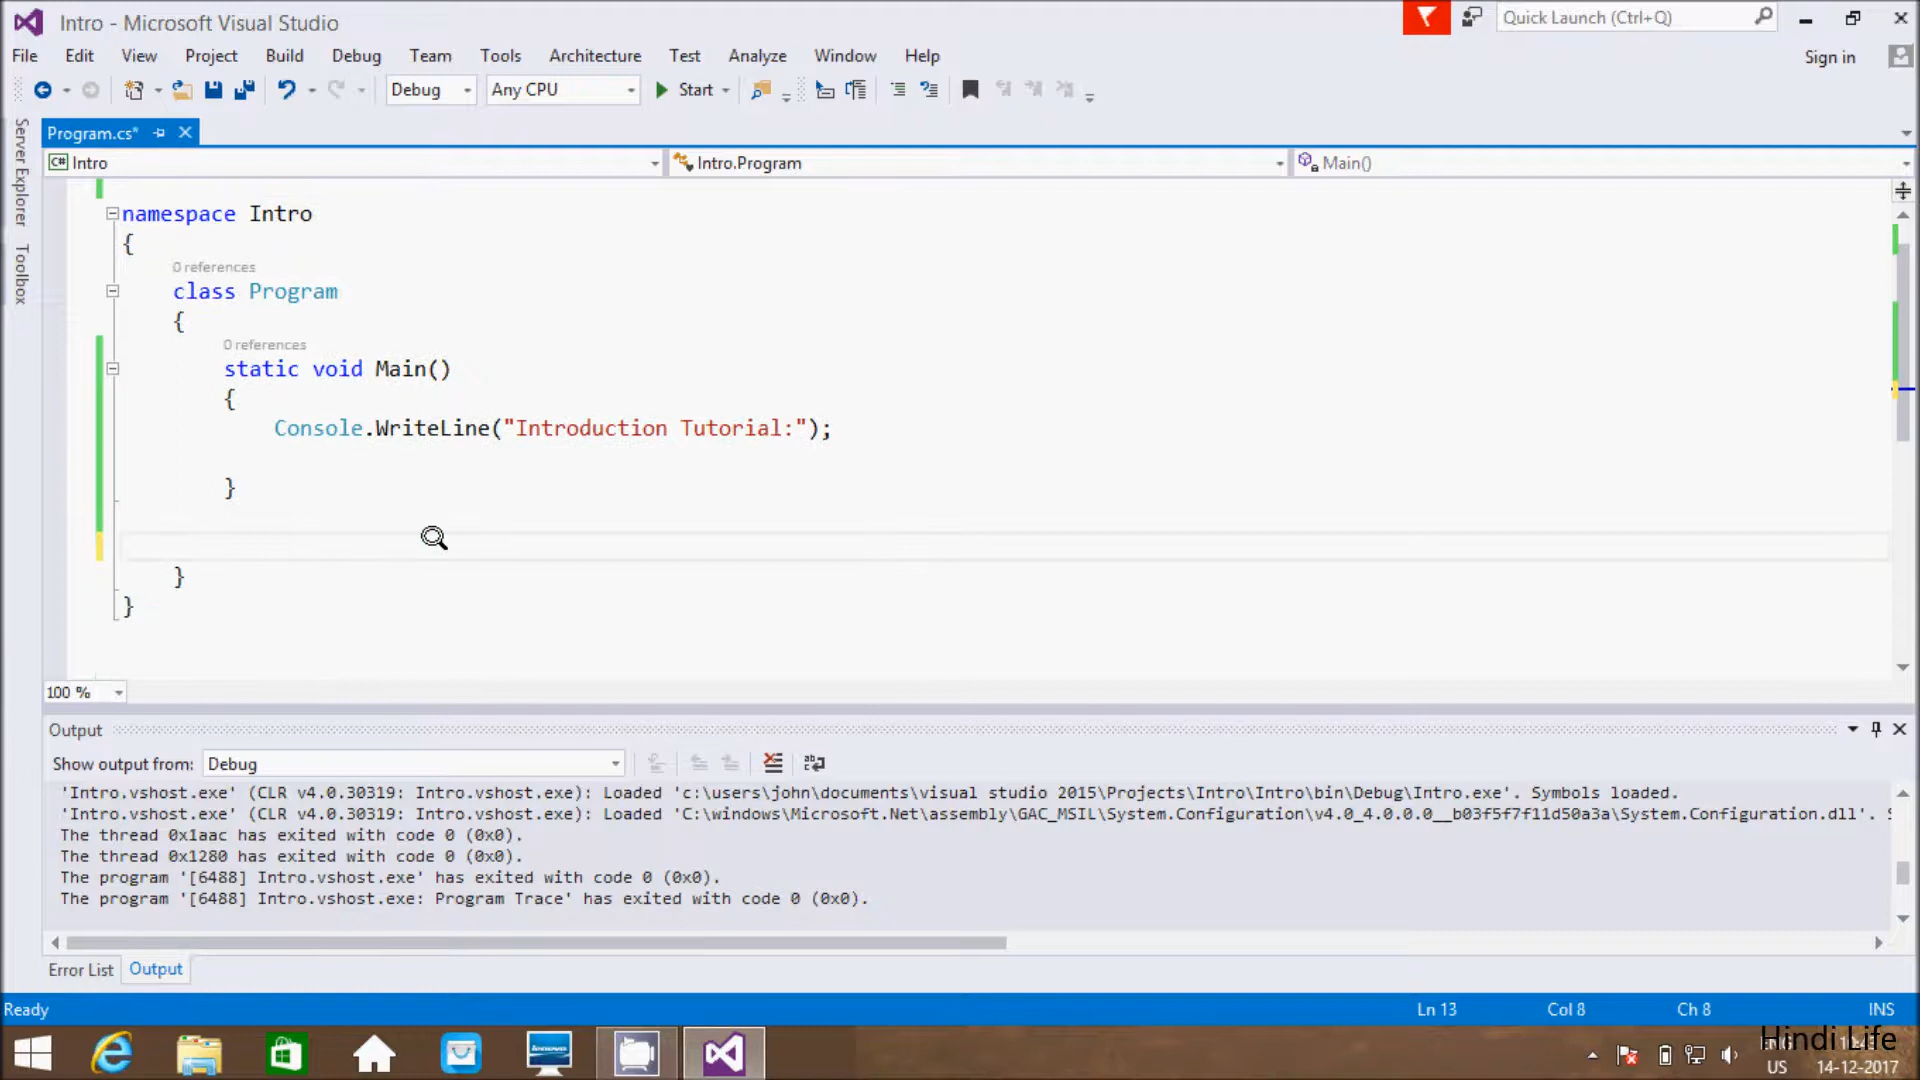 Intro - Microsoft Visual Studio
Quick Launch (Ctrl+Q)
File Edit View Project Build Debug Team Tools Architecture Test Analyze Window Help
Sign in
Debug Any CPU Start
Server Explorer
Toolbox
Program.cs*
C# Intro Intro.Program Main()
namespace Intro
{
0 references
class Program
{
0 references
static void Main()
{
Console.WriteLine("Introduction Tutorial:");
}
}
}
100 %
Output
Show output from: Debug
'Intro.vshost.exe' (CLR v4.0.30319: Intro.vshost.exe): Loaded 'c:\users\john\documents\visual studio 2015\Projects\Intro\Intro\bin\Debug\Intro.exe'. Symbols loaded.
'Intro.vshost.exe' (CLR v4.0.30319: Intro.vshost.exe): Loaded 'C:\windows\Microsoft.Net\assembly\GAC_MSIL\System.Configuration\v4.0_4.0.0.0__b03f5f7f11d50a3a\System.Configuration.dll'.
The thread 0x1aac has exited with code 0 (0x0).
The thread 0x1280 has exited with code 0 (0x0).
The program '[6488] Intro.vshost.exe' has exited with code 0 (0x0).
The program '[6488] Intro.vshost.exe: Program Trace' has exited with code 0 (0x0).
Error List Output
Ready Ln 13 Col 8 Ch 8 INS
Hindi Life
US 14-12-2017